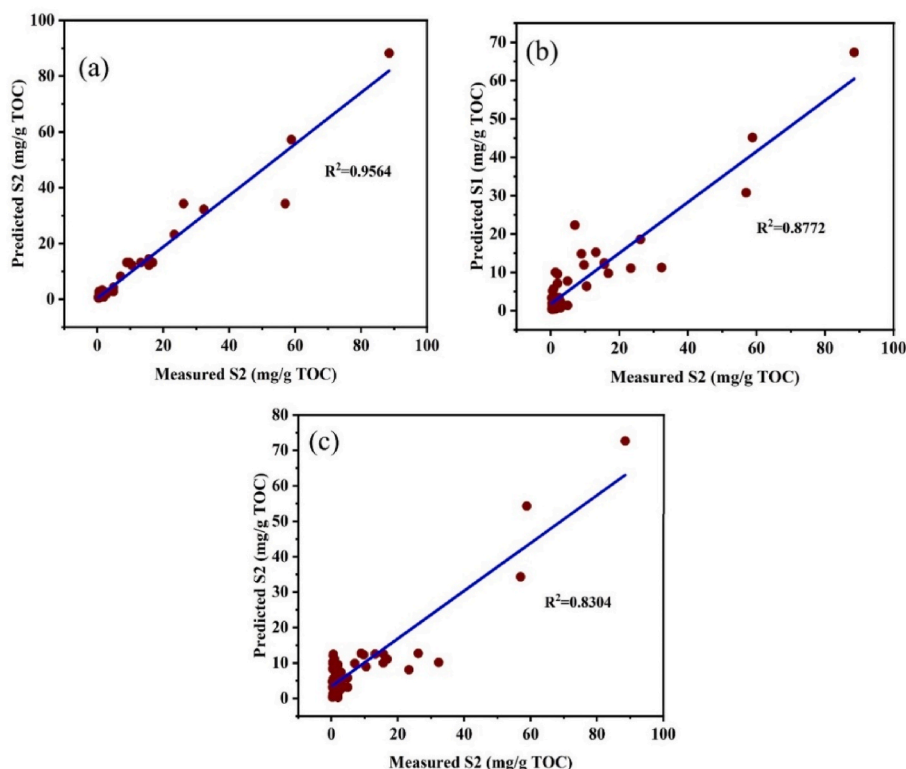 (a)
100
80
60
40
20
0
Predicted S2 (mg/g TOC)
R²=0.9564
0 20 40 60 80 100
Measured S2 (mg/g TOC)
(b)
70
60
50
40
30
20
10
0
Predicted S1 (mg/g TOC)
R²=0.8772
0 20 40 60 80 100
Measured S2 (mg/g TOC)
(c)
80
70
60
50
40
30
20
10
0
Predicted S2 (mg/g TOC)
R²=0.8304
0 20 40 60 80 100
Measured S2 (mg/g TOC)